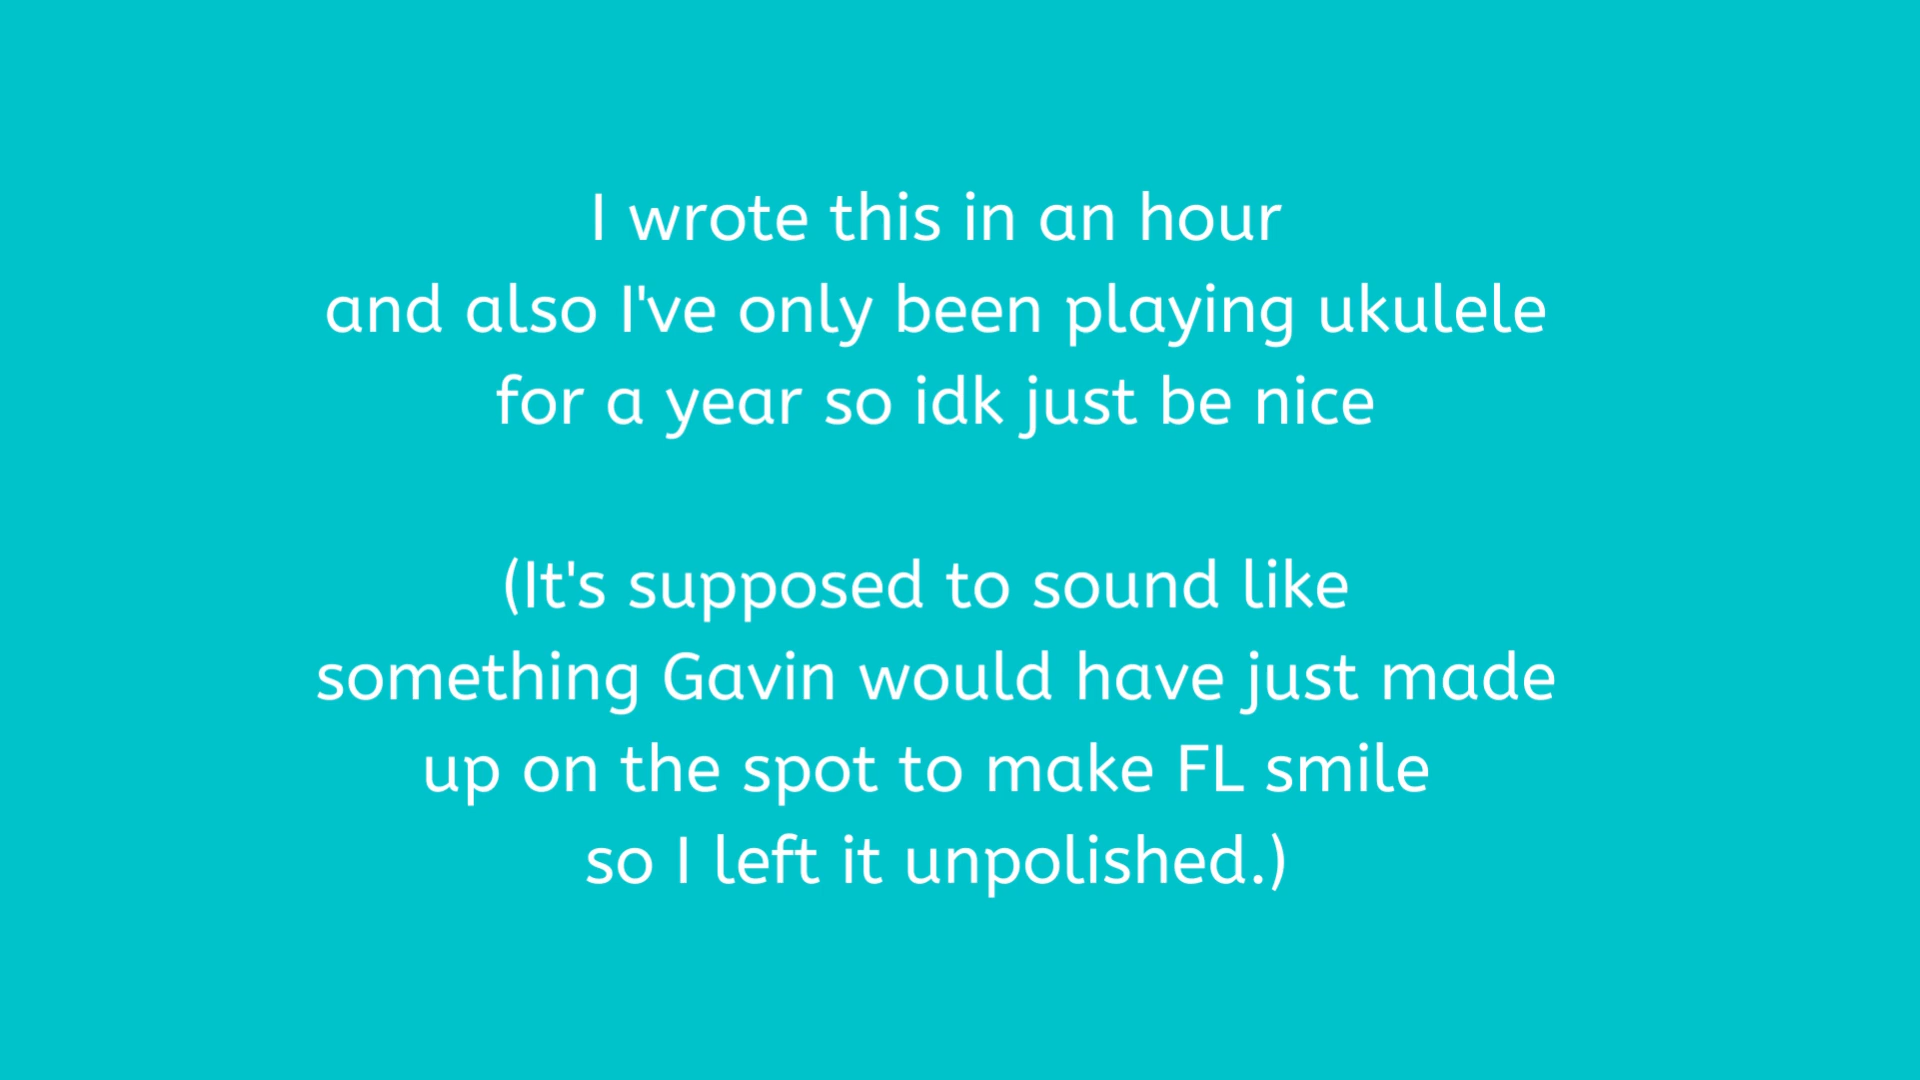 I wrote this in an hour
and also I've only been playing ukulele
for a year so idk just be nice
(It's supposed to sound like
something Gavin would have just made
up on the spot to make FL smile
so I left it unpolished.)